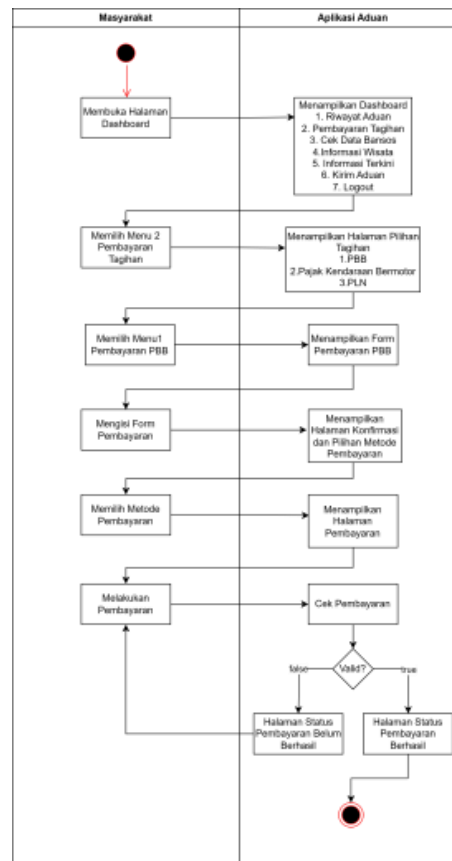 Masyarakat
Aplikasi Aduan
Membuka Halaman
Dashboard
Menampilkan Dashboard
1. Riwayat Aduan
2. Pembayaran Tagihan
3. Cek Data Bansos
4.Informasi Wisata
5. Informasi Terkini
6. Kirim Aduan
7. Logout
Memilih Menu 2
Pembayaran
Tagihan
Menampilkan Halaman Pilihan
Tagihan
1.PBB
2.Pajak Kendaraan Bermotor
3.PLN
Memilih Menu1
Pembayaran PBB
Menampilkan Form
Pembayaran PBB
Mengisi Form
Pembayaran
Menampilkan
Halaman Konfirmasi
dan Pilihan Metode
Pembayaran
Memilih Metode
Pembayaran
Menampilkan
Halaman
Pembayaran
Melakukan
Pembayaran
Cek Pembayaran
Valid?
false
true
Halaman Status
Pembayaran Belum
Berhasil
Halaman Status
Pembayaran
Berhasil